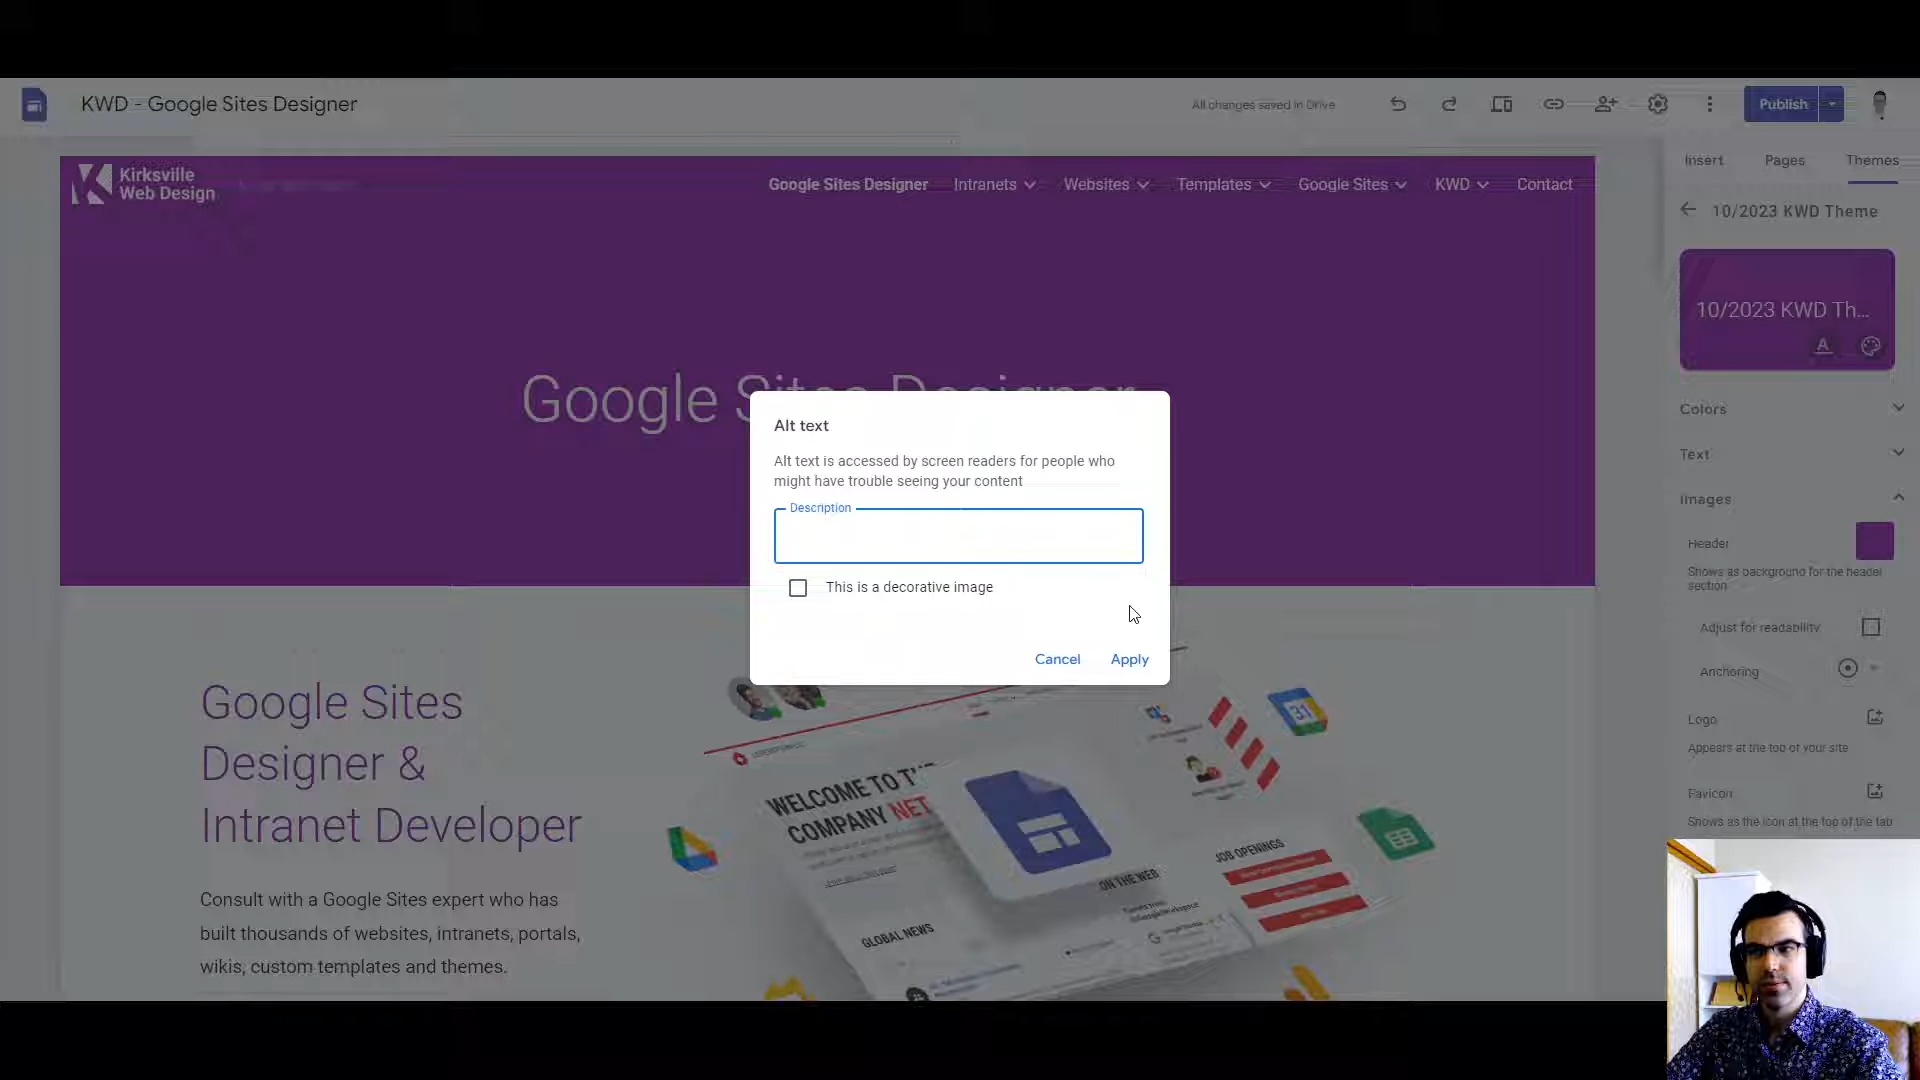 KWD - Google Sites Designer
All changes saved in Drive
Publish
Kirksville
Web Design
Google Sites Designer
Intranets
Websites
Templates
Google Sites
KWD
Contact
Insert
Pages
Themes
10/2023 KWD Theme
10/2023 KWD Th...
A
Colors
Text
Images
Header
Shows as background for the header
section
Adjust for readability
Anchoring
Logo
Appears at the top of your site
Favicon
Shows as the icon at the top of the tab
Google Sites Designer
Alt text
Alt text is accessed by screen readers for people who
might have trouble seeing your content
Description
This is a decorative image
Cancel
Apply
Google Sites
Designer &
Intranet Developer
Consult with a Google Sites expert who has
built thousands of websites, intranets, portals,
wikis, custom templates and themes.
WELCOME TO
COMPANY NET
31
JOB OPENINGS
ON THE WEB
GLOBAL NEWS